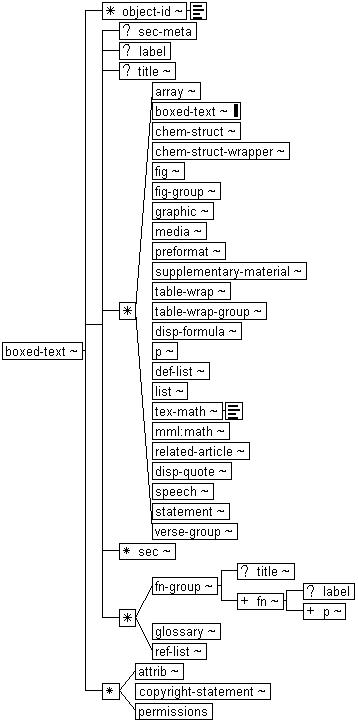 * object-id ~
? sec-meta
? label
? title ~
array ~
boxed-text ~
chem-struct ~
chem-struct-wrapper ~
fig ~
fig-group ~
graphic ~
media ~
preformat ~
supplementary-material ~
*
table-wrap ~
table-wrap-group ~
disp-formula ~
boxed-text ~
p ~
def-list ~
list ~
tex-math ~
mml:math ~
related-article ~
disp-quote ~
speech ~
statement ~
verse-group ~
* sec ~
? title ~
fn-group ~
? label
+ fn ~
+ p ~
*
glossary ~
ref-list ~
attrib ~
*
copyright-statement ~
permissions